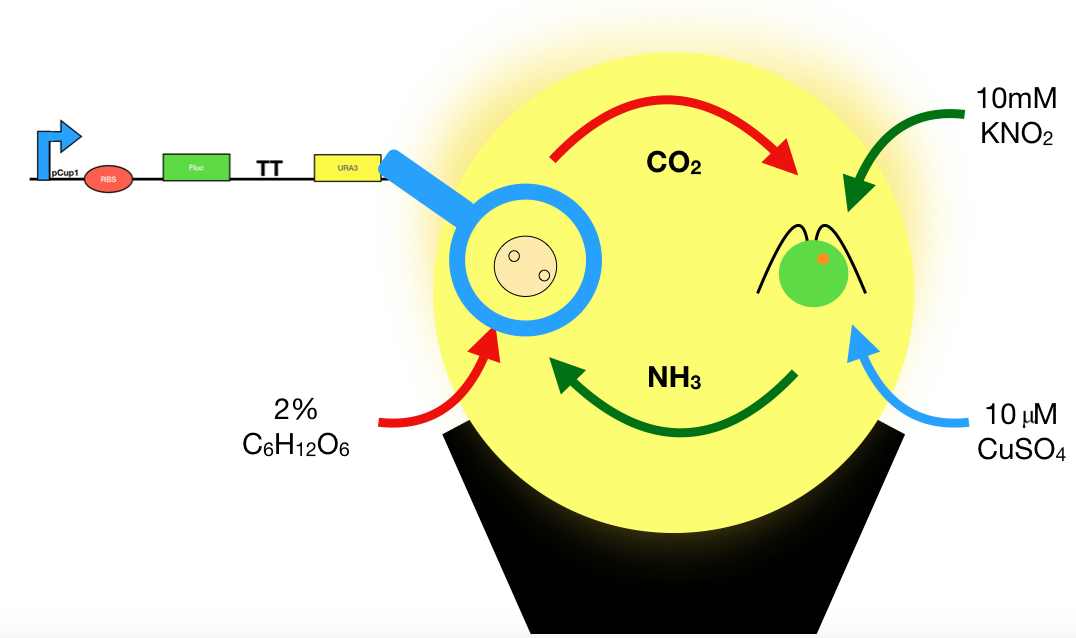 10mM
KNO₂
CO₂
pCup1
RBS
Fluc
TT
URA3
NH₃
2%
C₆H₁₂O₆
10 µM
CuSO₄